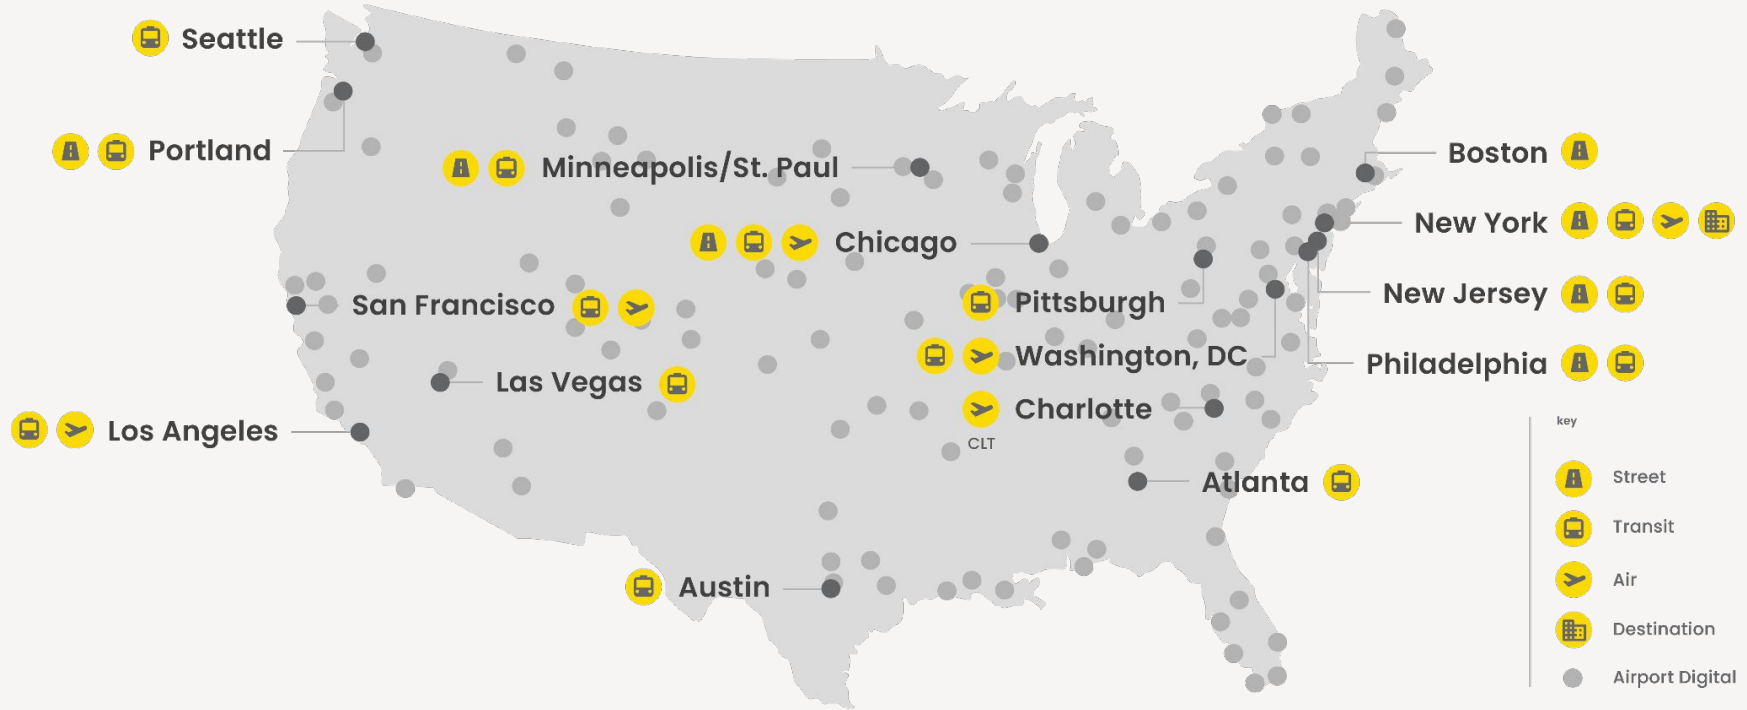 Seattle
Portland
Minneapolis/St. Paul
Boston
New York
Chicago
New Jersey
San Francisco
Pittsburgh
Washington, DC
Philadelphia
Las Vegas
Charlotte
CLT
Los Angeles
Atlanta
Austin
key
Street
Transit
Air
Destination
Airport Digital